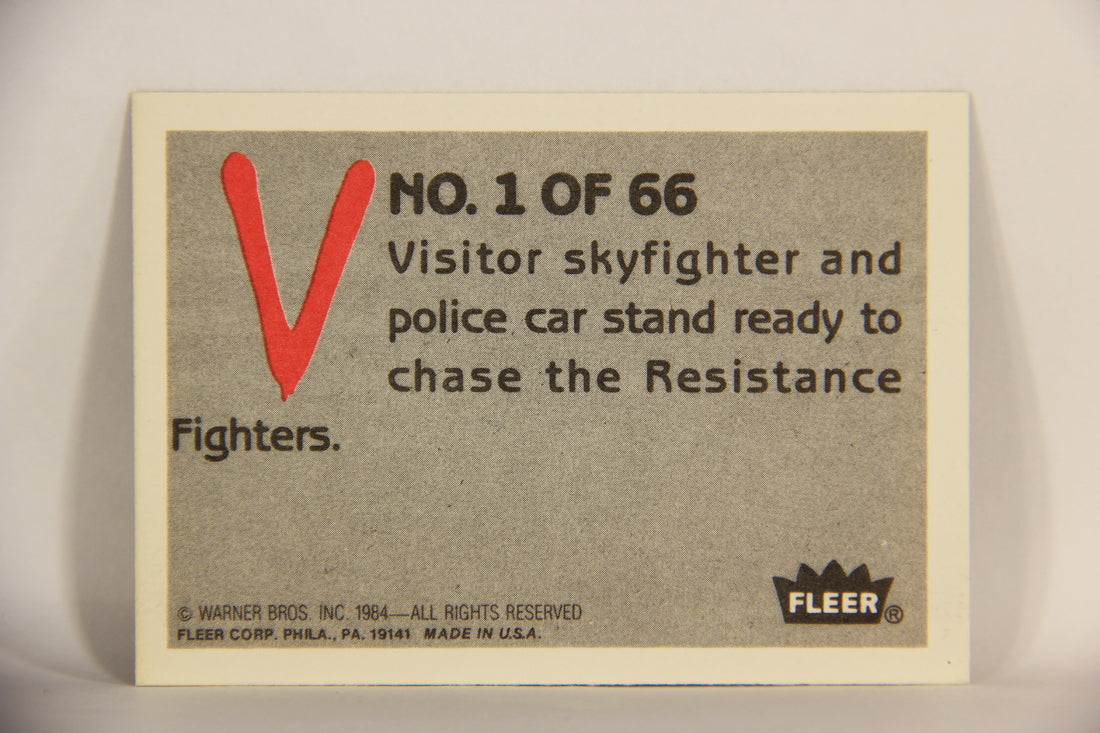 V
NO. 1 OF 66
Visitor skyfighter and
police car stand ready to
chase the Resistance
Fighters.
© WARNER BROS. INC. 1984—ALL RIGHTS RESERVED
FLEER CORP. PHILA., PA. 19141 MADE IN U.S.A.
FLEER®